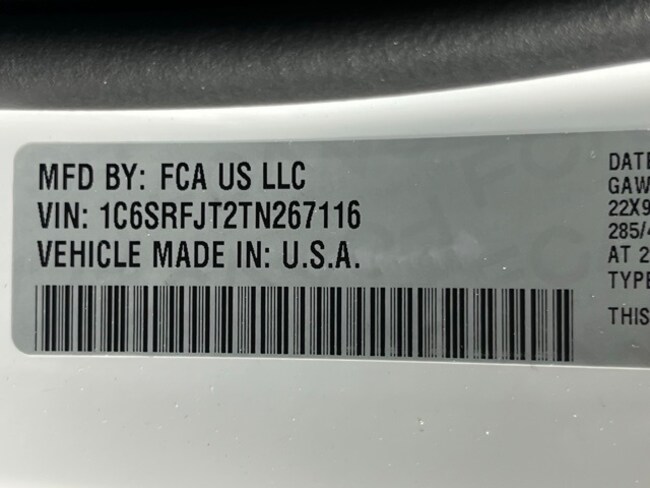 MFD BY: FCA US LLC
VIN: 1C6SRFJT2TN267116
VEHICLE MADE IN: U.S.A.
DATE
GAW
22X9
285/4
AT 2
TYPE
THIS